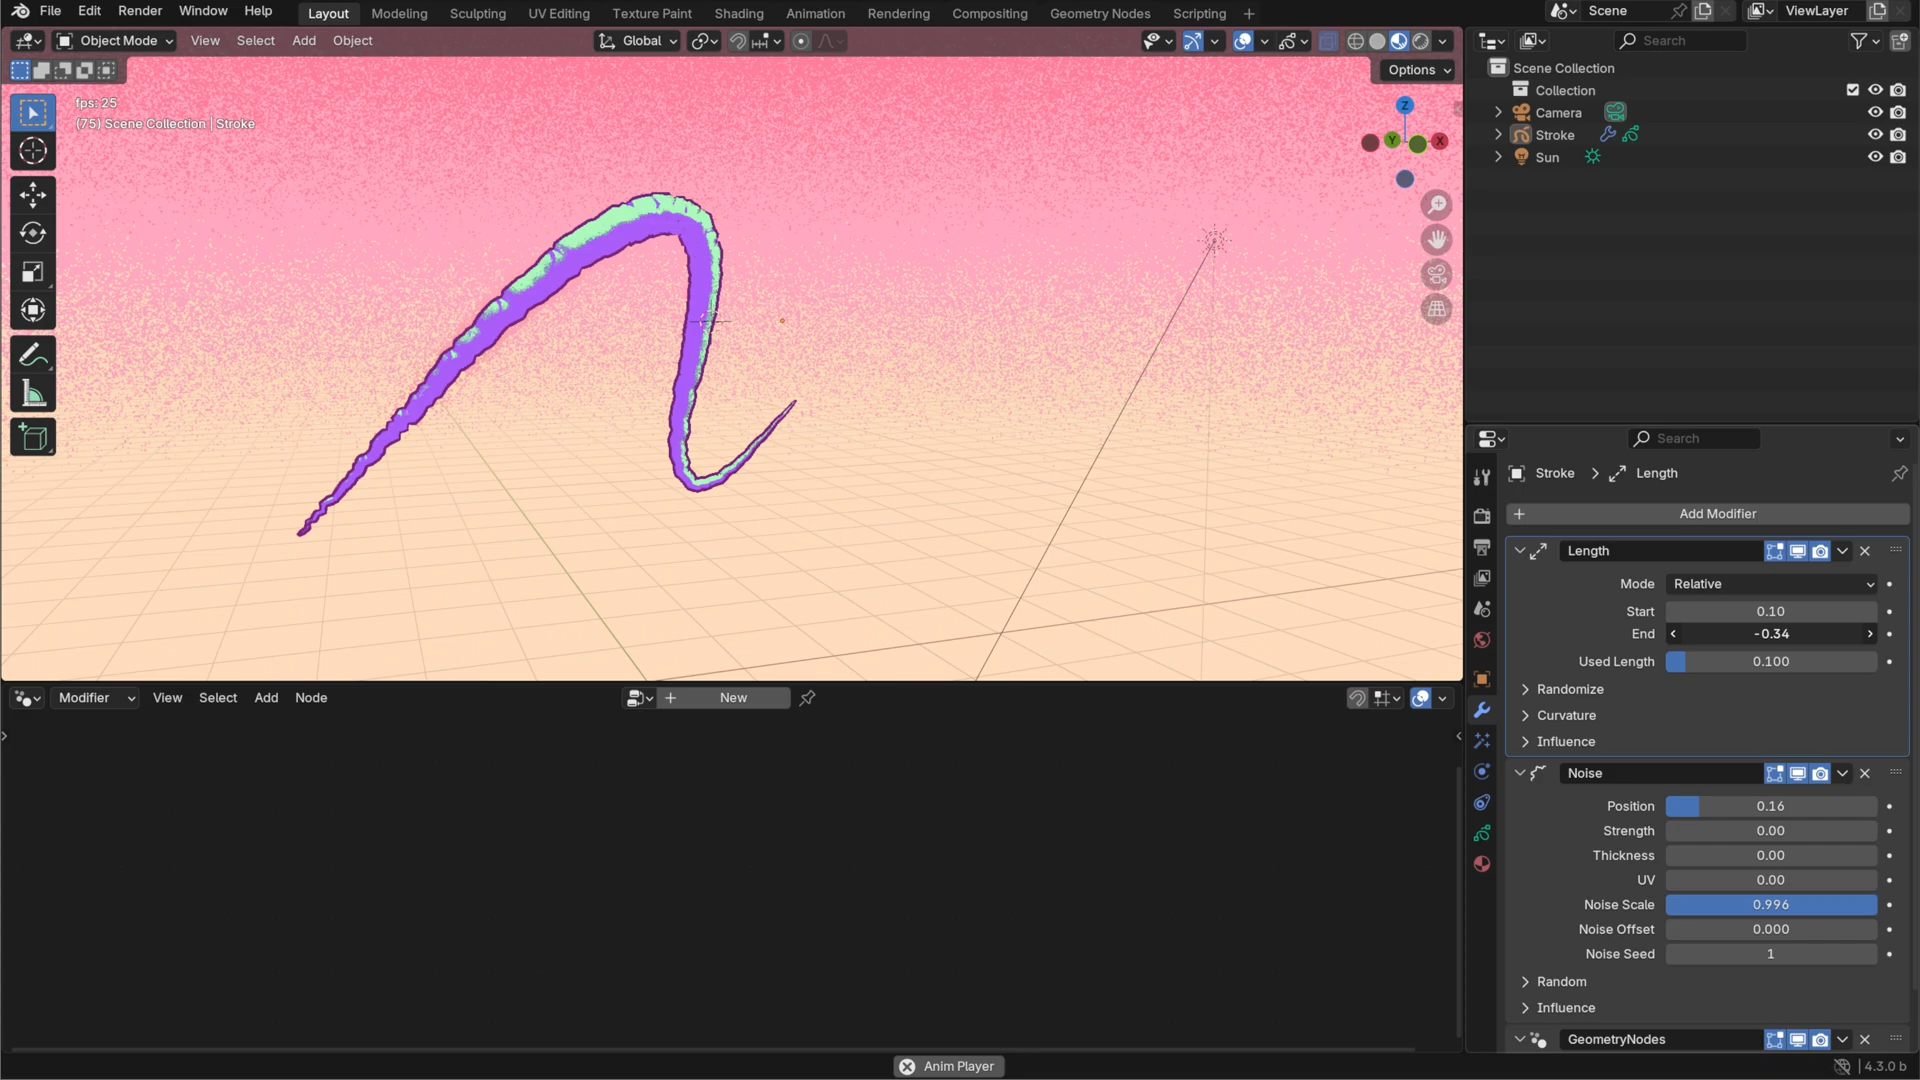 File Edit Render Window Help Layout Modeling Sculpting UV Editing Texture Paint Shading Animation Rendering Compositing Geometry Nodes Scripting + Scene ViewLayer
Object Mode View Select Add Object Global Search
Options
fps: 25
(75) Scene Collection | Stroke
Z
Y
X
Scene Collection
Collection
Camera
Stroke
Sun
Search
Stroke Length
Add Modifier
Length
Mode Relative
Start 0.10
End -0.34
Used Length 0.100
Randomize
Curvature
Influence
Noise
Position 0.16
Strength 0.00
Thickness 0.00
UV 0.00
Noise Scale 0.996
Noise Offset 0.000
Noise Seed 1
Random
Influence
GeometryNodes
Modifier View Select Add Node New
Anim Player
4.3.0 b